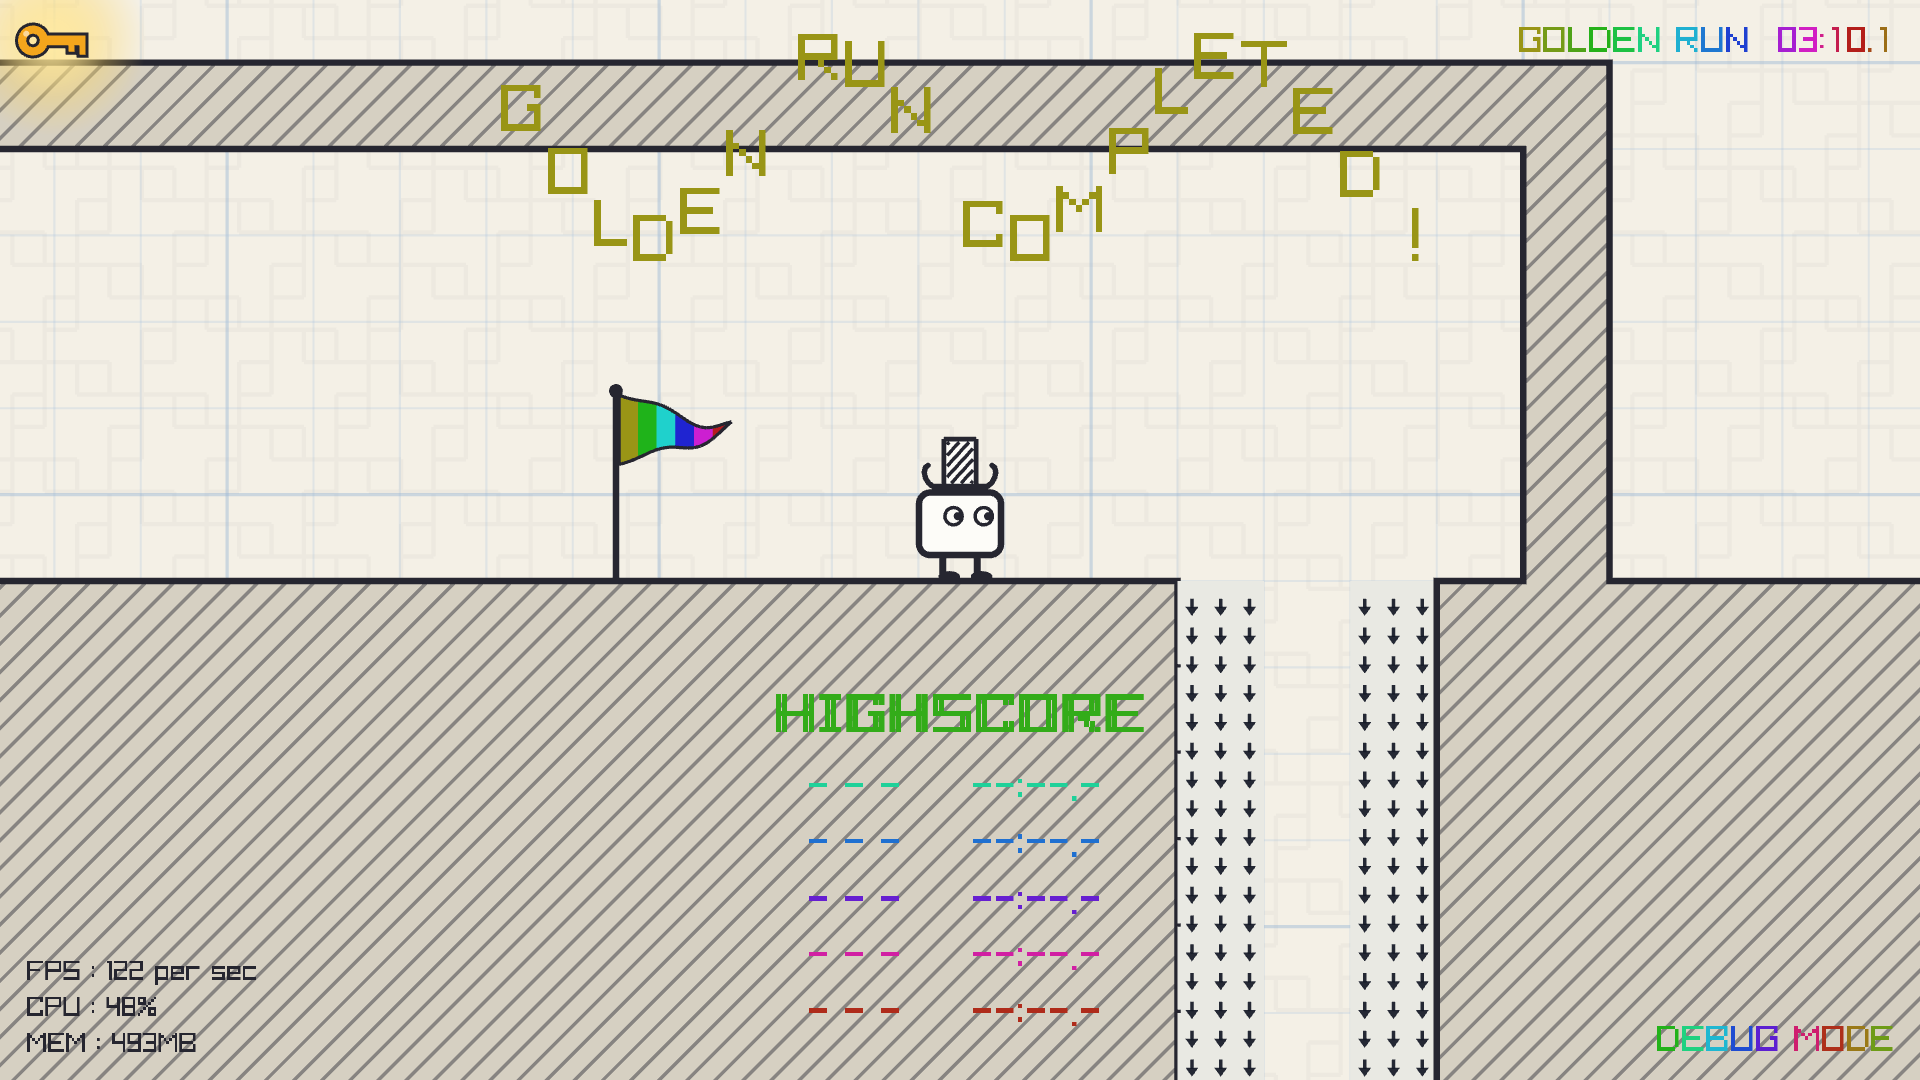 GOLDEN RUN 03:10.1
GOLDEN RUN COMPLETED!
HIGHSCORE
--- --:--.-
--- --:--.-
--- --:--.-
--- --:--.-
--- --:--.-
FPS : 122 per sec
CPU : 48%
MEM : 493MB
DEBUG MODE